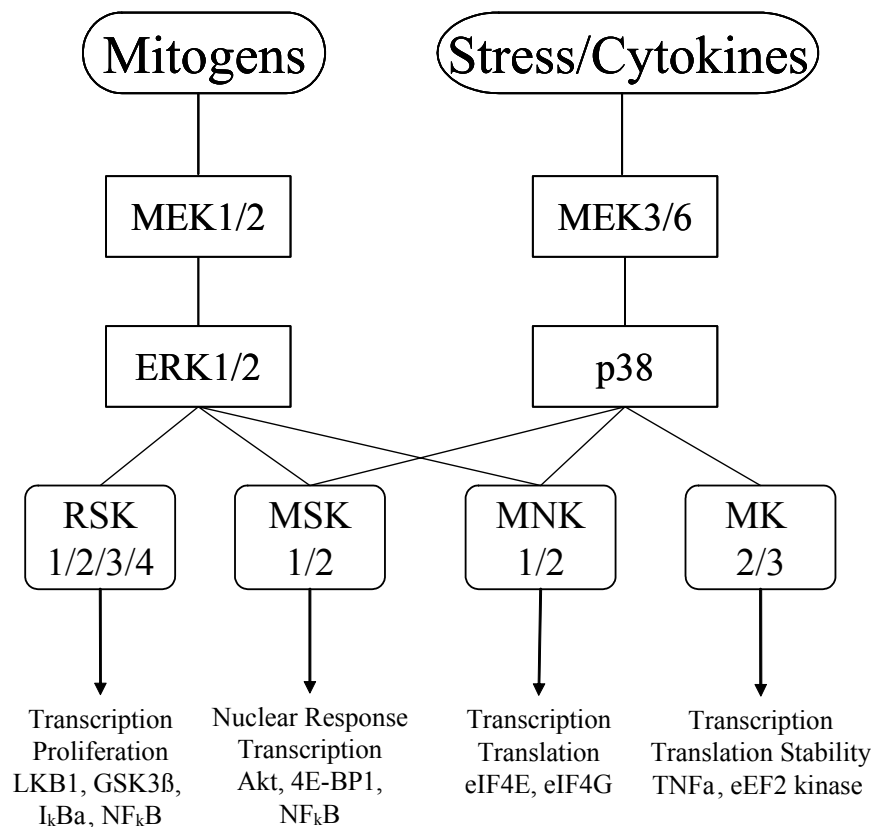 Mitogens
Stress/Cytokines
MEK1/2
MEK3/6
ERK1/2
p38
RSK
1/2/3/4
MSK
1/2
MNK
1/2
MK
2/3
Transcription
Proliferation
LKB1, GSK3ß,
IkBa, NFkB
Nuclear Response
Transcription
Akt, 4E-BP1,
NFkB
Transcription
Translation
eIF4E, eIF4G
Transcription
Translation Stability
TNFa, eEF2 kinase